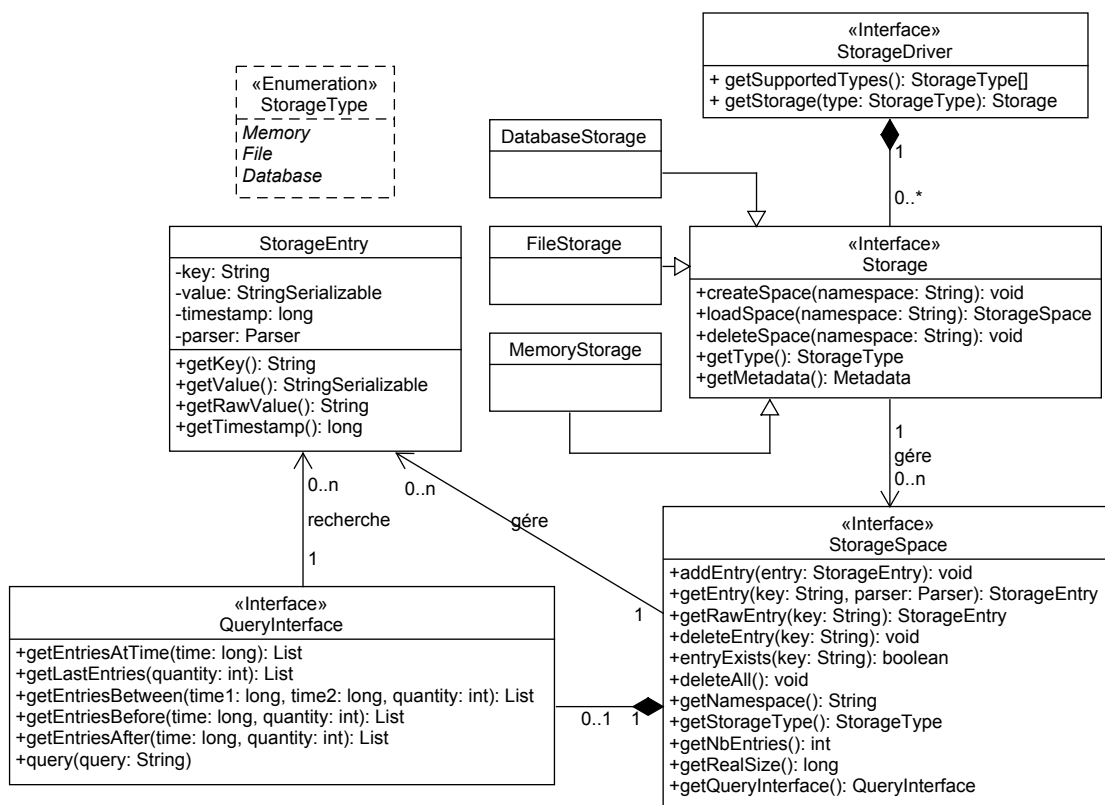 «Interface»
StorageDriver
+ getSupportedTypes(): StorageType[]
+ getStorage(type: StorageType): Storage
«Enumeration»
StorageType
Memory
File
Database
DatabaseStorage
1
0..*
StorageEntry
-key: String
-value: StringSerializable
-timestamp: long
-parser: Parser
+getKey(): String
+getValue(): StringSerializable
+getRawValue(): String
+getTimestamp(): long
FileStorage
MemoryStorage
«Interface»
Storage
+createSpace(namespace: String): void
+loadSpace(namespace: String): StorageSpace
+deleteSpace(namespace: String): void
+getType(): StorageType
+getMetadata(): Metadata
1
gére
0..n
0..n
recherche
1
0..n
gére
1
«Interface»
QueryInterface
+getEntriesAtTime(time: long): List
+getLastEntries(quantity: int): List
+getEntriesBetween(time1: long, time2: long, quantity: int): List
+getEntriesBefore(time: long, quantity: int): List
+getEntriesAfter(time: long, quantity: int): List
+query(query: String)
0..1
1
«Interface»
StorageSpace
+addEntry(entry: StorageEntry): void
+getEntry(key: String, parser: Parser): StorageEntry
+getRawEntry(key: String): StorageEntry
+deleteEntry(key: String): void
+entryExists(key: String): boolean
+deleteAll(): void
+getNamespace(): String
+getStorageType(): StorageType
+getNbEntries(): int
+getRealSize(): long
+getQueryInterface(): QueryInterface